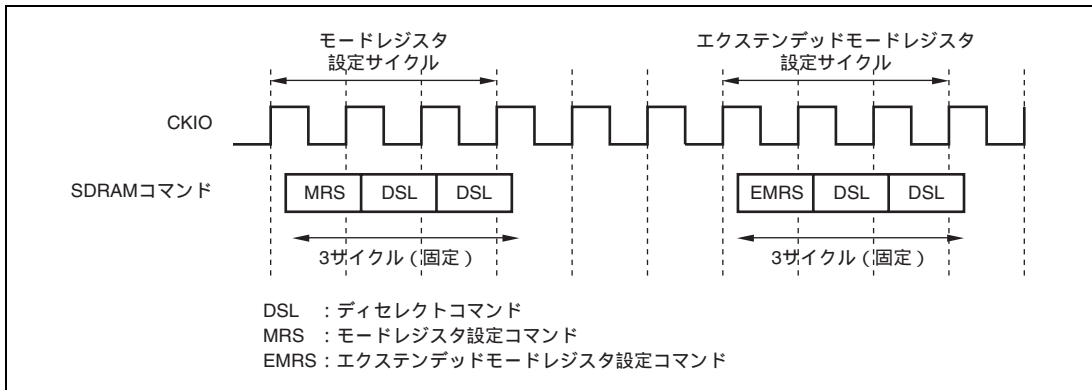 モードレジスタ
設定サイクル
エクステンデッドモードレジスタ
設定サイクル
CKIO
SDRAMコマンド
MRS DSL DSL
EMRS DSL DSL
3サイクル（固定）
3サイクル（固定）
DSL ：ディセレクトコマンド
MRS ：モードレジスタ設定コマンド
EMRS：エクステンデッドモードレジスタ設定コマンド